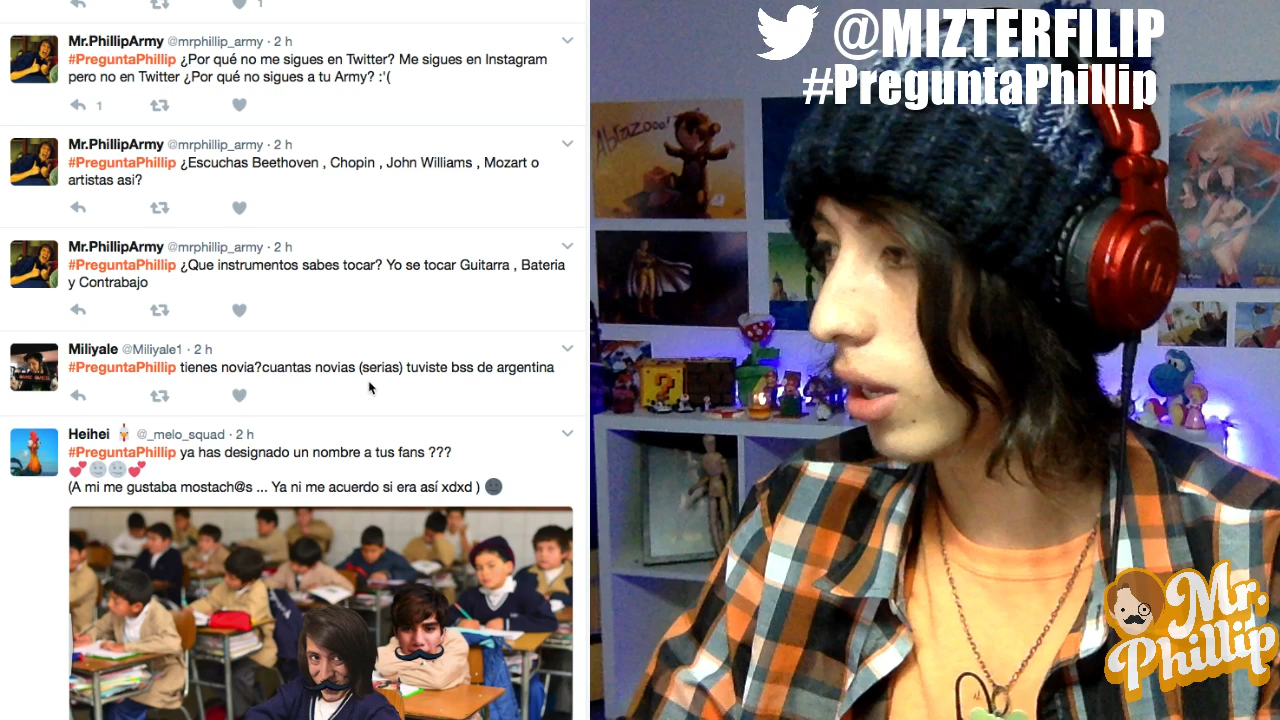 1
Mr.PhillipArmy @mrphillip_army · 2 h
#PreguntaPhillip ¿Por qué no me sigues en Twitter? Me sigues en Instagram
pero no en Twitter ¿Por qué no sigues a tu Army? :'(
1
Mr.PhillipArmy @mrphillip_army · 2 h
#PreguntaPhillip ¿Escuchas Beethoven , Chopin , John Williams , Mozart o
artistas asi?
Mr.PhillipArmy @mrphillip_army · 2 h
#PreguntaPhillip ¿Que instrumentos sabes tocar? Yo se tocar Guitarra , Bateria
y Contrabajo
Miliyale @Miliyale1 · 2 h
#PreguntaPhillip tienes novia?cuantas novias (serias) tuviste bss de argentina
Heihei @_melo_squad · 2 h
#PreguntaPhillip ya has designado un nombre a tus fans ???
(A mi me gustaba mostach@s ... Ya ni me acuerdo si era así xdxd )
@MIZTERFILIP
#PreguntaPhillip
Abrazooo!
Mr.
Phillip